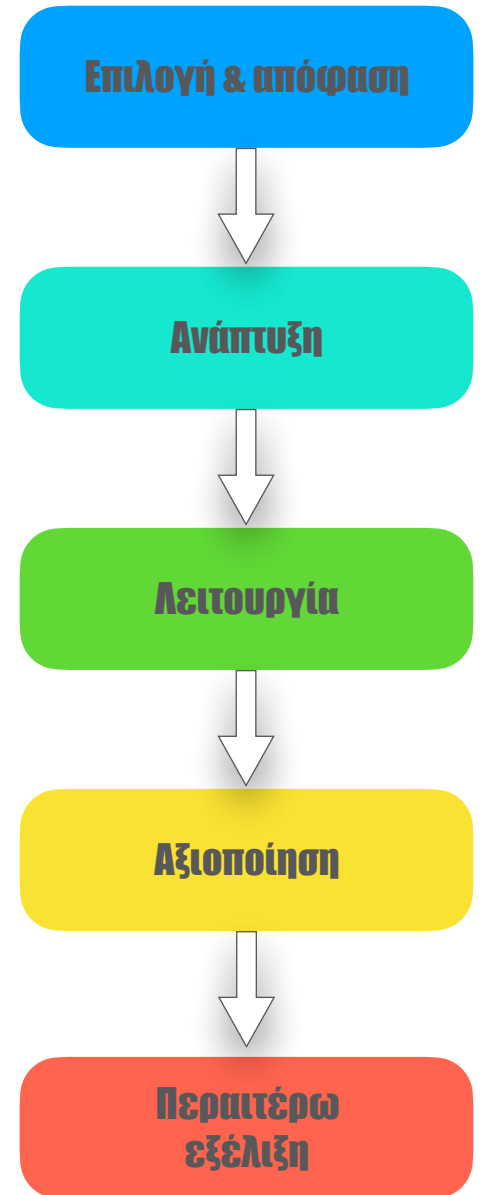 Επιλογή & απόφαση
Ανάπτυξη
Λειτουργία
Αξιοποίηση
Περαιτέρω
εξέλιξη